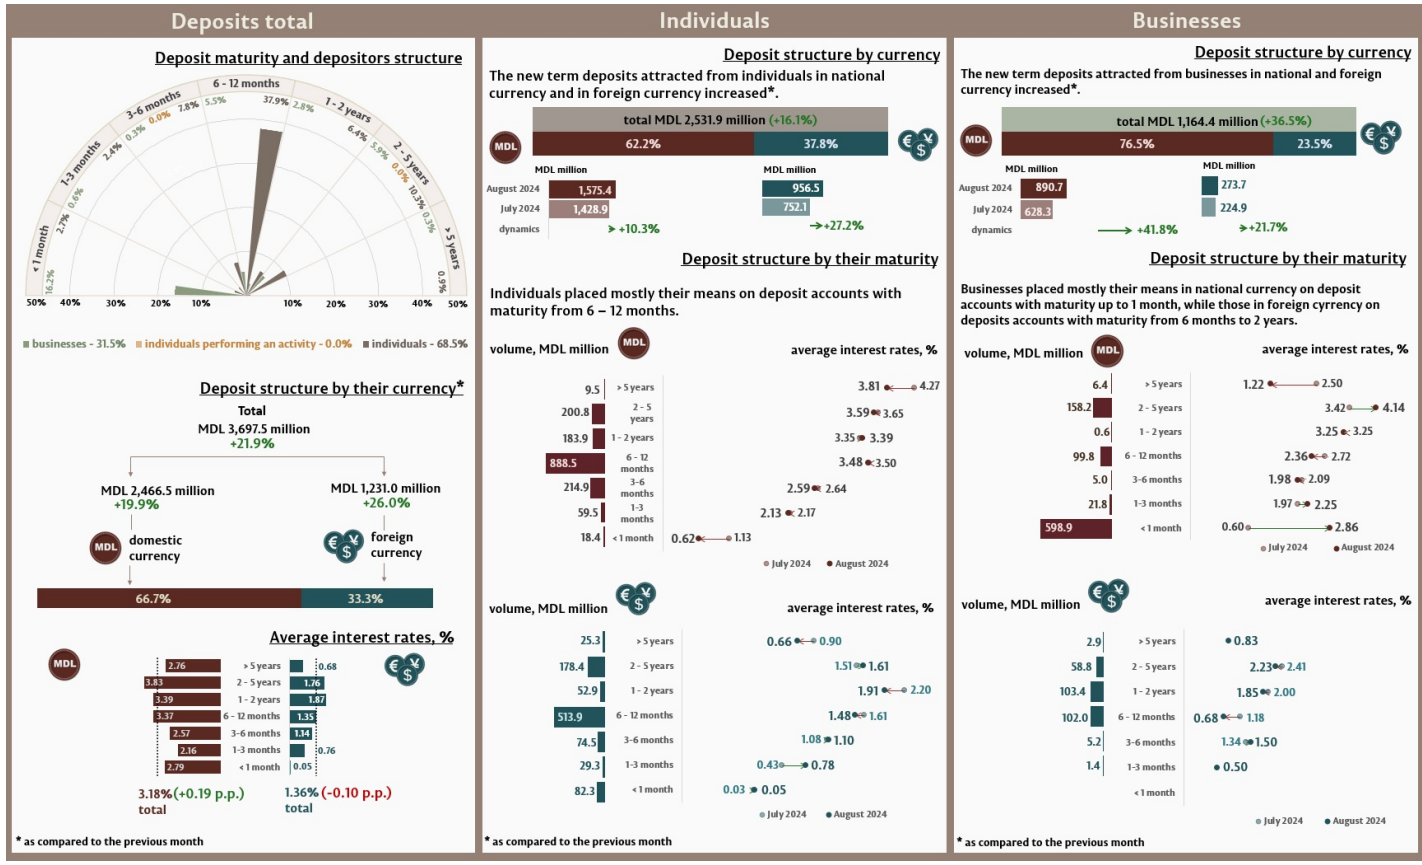 Deposits total
Deposit maturity and depositors structure
6 - 12 months
3-6 months
7.8%
5.5%
37.9%
2.8%
1 - 2 years
0.0%
0.3%
2.4%
6.4%
5.9%
0.0%
2 - 5 years
1-3 months
0.6%
2.7%
10.3%
0.3%
> 5 years
< 1 month
16.2%
0.9%
50% 40% 30% 20% 10% 10% 20% 30% 40% 50%
businesses - 31.5% individuals performing an activity - 0.0% individuals - 68.5%
Deposit structure by their currency*
Total
MDL 3,697.5 million
+21.9%
MDL 2,466.5 million
+19.9%
MDL 1,231.0 million
+26.0%
MDL domestic
currency
€ ¥ $ foreign
currency
66.7% 33.3%
Average interest rates, %
MDL
€ ¥ $
2.76 > 5 years 0.68
3.83 2 - 5 years 1.76
3.39 1 - 2 years 1.87
3.37 6 - 12 months 1.35
2.57 3-6 months 1.14
2.16 1-3 months 0.76
2.79 < 1 month 0.05
3.18% (+0.19 p.p.) 1.36% (-0.10 p.p.)
total total
* as compared to the previous month
Individuals
Deposit structure by currency
The new term deposits attracted from individuals in national
currency and in foreign currency increased*.
total MDL 2,531.9 million (+16.1%)
MDL 62.2% 37.8% € ¥ $
MDL million MDL million
August 2024 1,575.4 956.5
July 2024 1,428.9 752.1
dynamics +10.3% +27.2%
Deposit structure by their maturity
Individuals placed mostly their means on deposit accounts with
maturity from 6 – 12 months.
volume, MDL million MDL average interest rates, %
9.5 > 5 years 3.81 4.27
200.8 2 - 5
years 3.59 3.65
183.9 1 - 2 years 3.35 3.39
888.5 6 - 12
months 3.48 3.50
214.9 3-6
months 2.59 2.64
59.5 1-3
months 2.13 2.17
18.4 < 1 month 0.62 1.13
July 2024 August 2024
volume, MDL million € ¥ $ average interest rates, %
25.3 > 5 years 0.66 0.90
178.4 2 - 5 years 1.51 1.61
52.9 1 - 2 years 1.91 2.20
513.9 6 - 12 months 1.48 1.61
74.5 3-6 months 1.08 1.10
29.3 1-3 months 0.43 0.78
82.3 < 1 month 0.03 0.05
July 2024 August 2024
* as compared to the previous month
Businesses
Deposit structure by currency
The new term deposits attracted from businesses in national and foreign
currency increased*.
total MDL 1,164.4 million (+36.5%)
MDL 76.5% 23.5% € ¥ $
MDL million MDL million
August 2024 890.7 273.7
July 2024 628.3 224.9
dynamics +41.8% +21.7%
Deposit structure by their maturity
Businesses placed mostly their means in national currency on deposit
accounts with maturity up to 1 month, while those in foreign cyrrency on
deposits accounts with maturity from 6 months to 2 years.
volume, MDL million MDL average interest rates, %
6.4 > 5 years 1.22 2.50
158.2 2 - 5 years 3.42 4.14
0.6 1 - 2 years 3.25 3.25
99.8 6 - 12 months 2.36 2.72
5.0 3-6 months 1.98 2.09
21.8 1-3 months 1.97 2.25
598.9 < 1 month 0.60 2.86
July 2024 August 2024
volume, MDL million € ¥ $ average interest rates, %
2.9 > 5 years 0.83
58.8 2 - 5 years 2.23 2.41
103.4 1 - 2 years 1.85 2.00
102.0 6 - 12 months 0.68 1.18
5.2 3-6 months 1.34 1.50
1.4 1-3 months 0.50
< 1 month
July 2024 August 2024
* as compared to the previous month